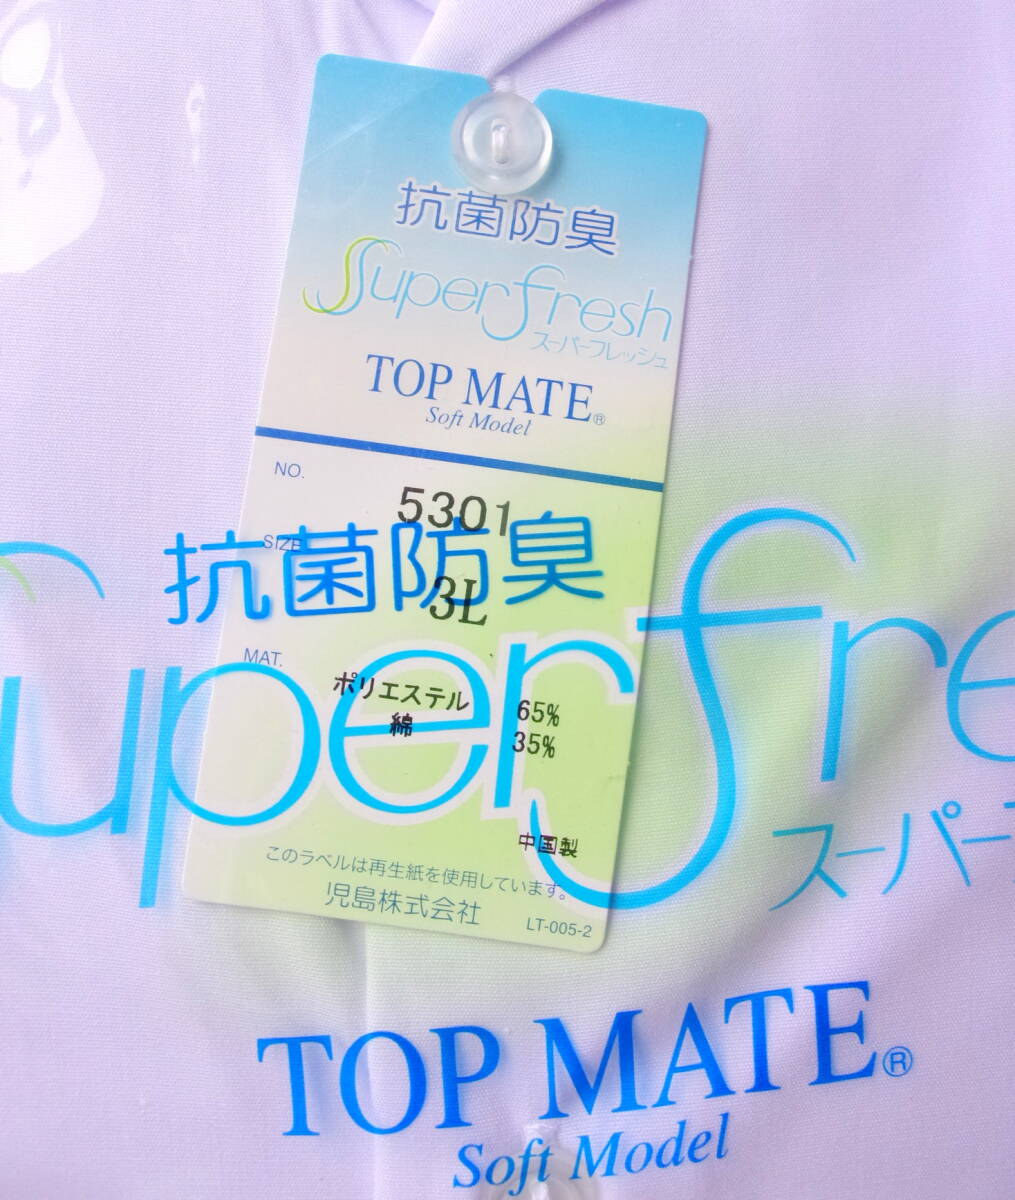 抗菌防臭
Superfresh
スーパーフレッシュ
TOP MATE®
Soft Model
NO.
5301
SIZE
3L
MAT.
ポリエステル 65%
綿 35%
中国製
このラベルは再生紙を使用しています。
児島株式会社
LT-005-2
抗菌防臭
Superfre
スーパー
TOP MATE®
Soft Model